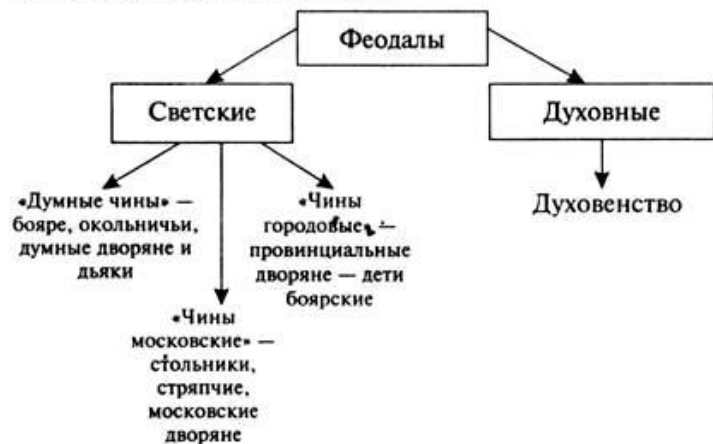 Феодалы
Светские
Духовные
«Думные чины» —
бояре, окольничьи,
думные дворяне и
дьяки
«Чины
московские» —
стольники,
стряпчие,
московские
дворяне
«Чины
городовые» —
провинциальные
дворяне — дети
боярские
Духовенство